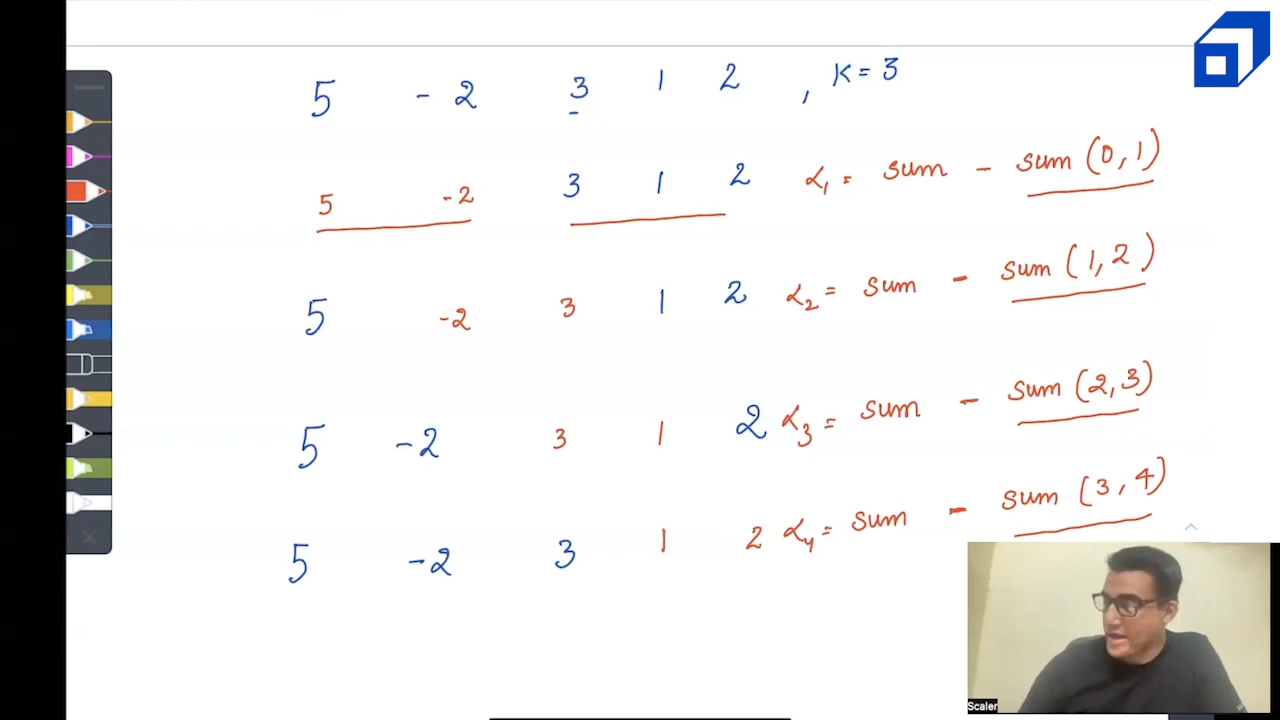 5 - 2 3 1 2 , K = 3
5 -2 3 1 2 α₁ = sum - sum (0, 1)
5 -2 3 1 2 α₂ = sum - sum (1, 2)
5 -2 3 1 2 α₃ = sum - sum (2, 3)
5 -2 3 1 2 α₄ = sum - sum (3, 4)
Scaler